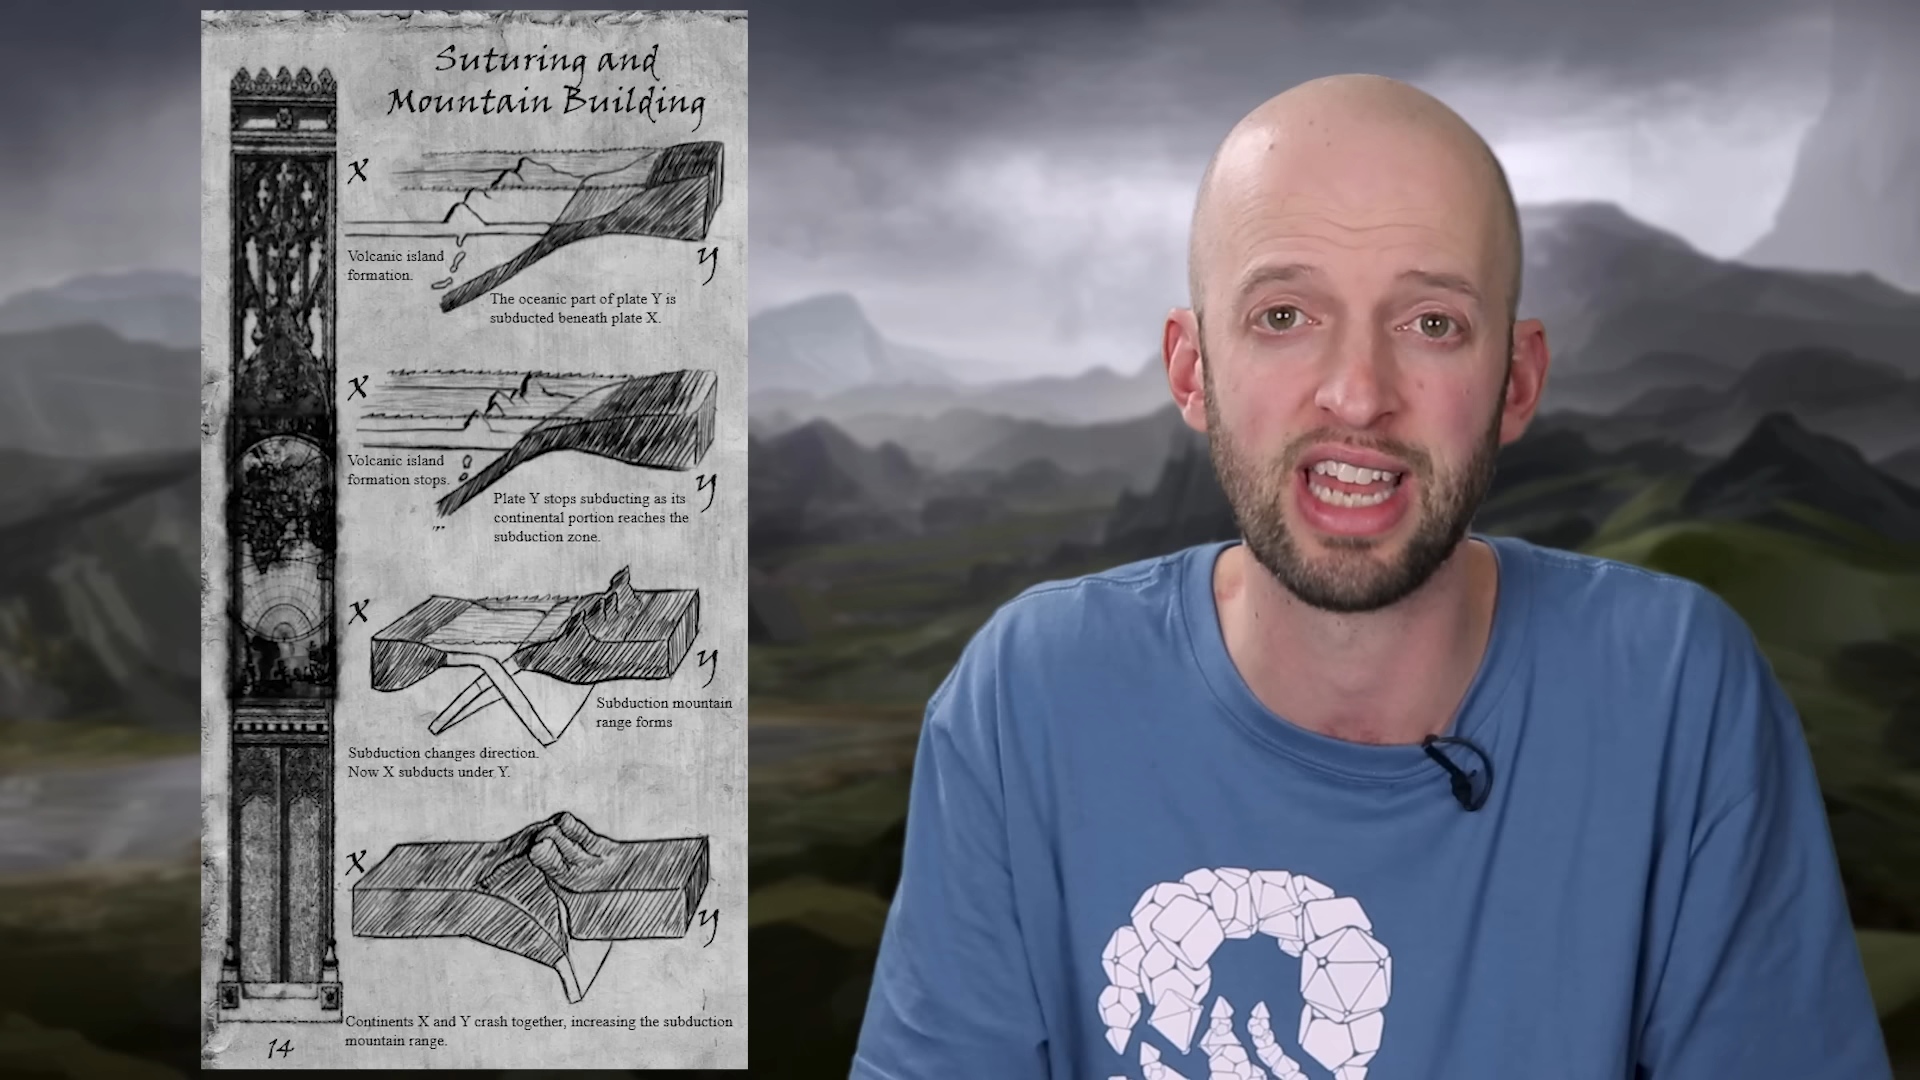 Suturing and
Mountain Building
X
Volcanic island
formation.
Y
The oceanic part of plate Y is
subducted beneath plate X.
X
Volcanic island
formation stops.
Y
Plate Y stops subducting as its
continental portion reaches the
subduction zone.
X
Y
Subduction mountain
range forms
Subduction changes direction.
Now X subducts under Y.
X
Y
Continents X and Y crash together, increasing the subduction
mountain range.
14